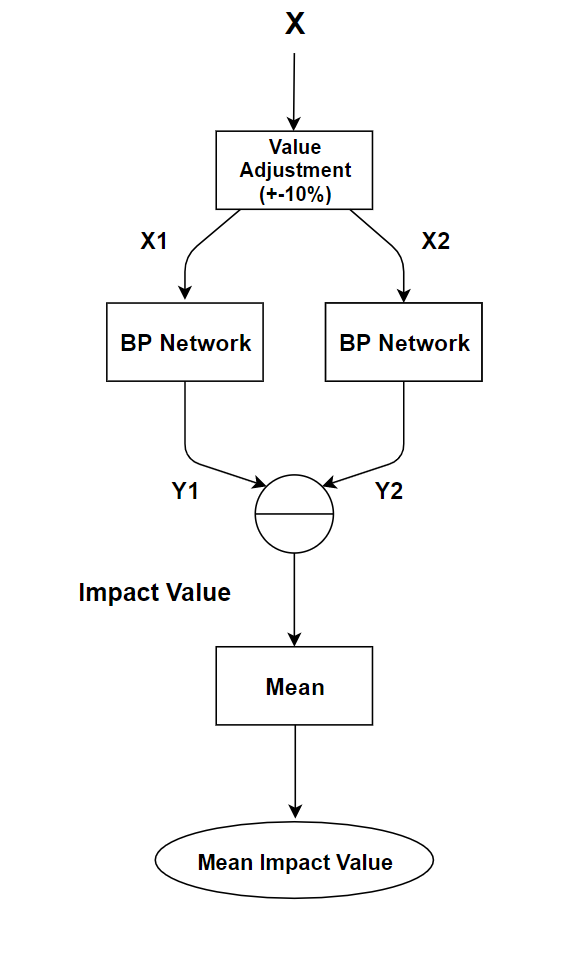 X
Value
Adjustment
(+-10%)
X1
X2
BP Network
BP Network
Y1
Y2
Impact Value
Mean
Mean Impact Value